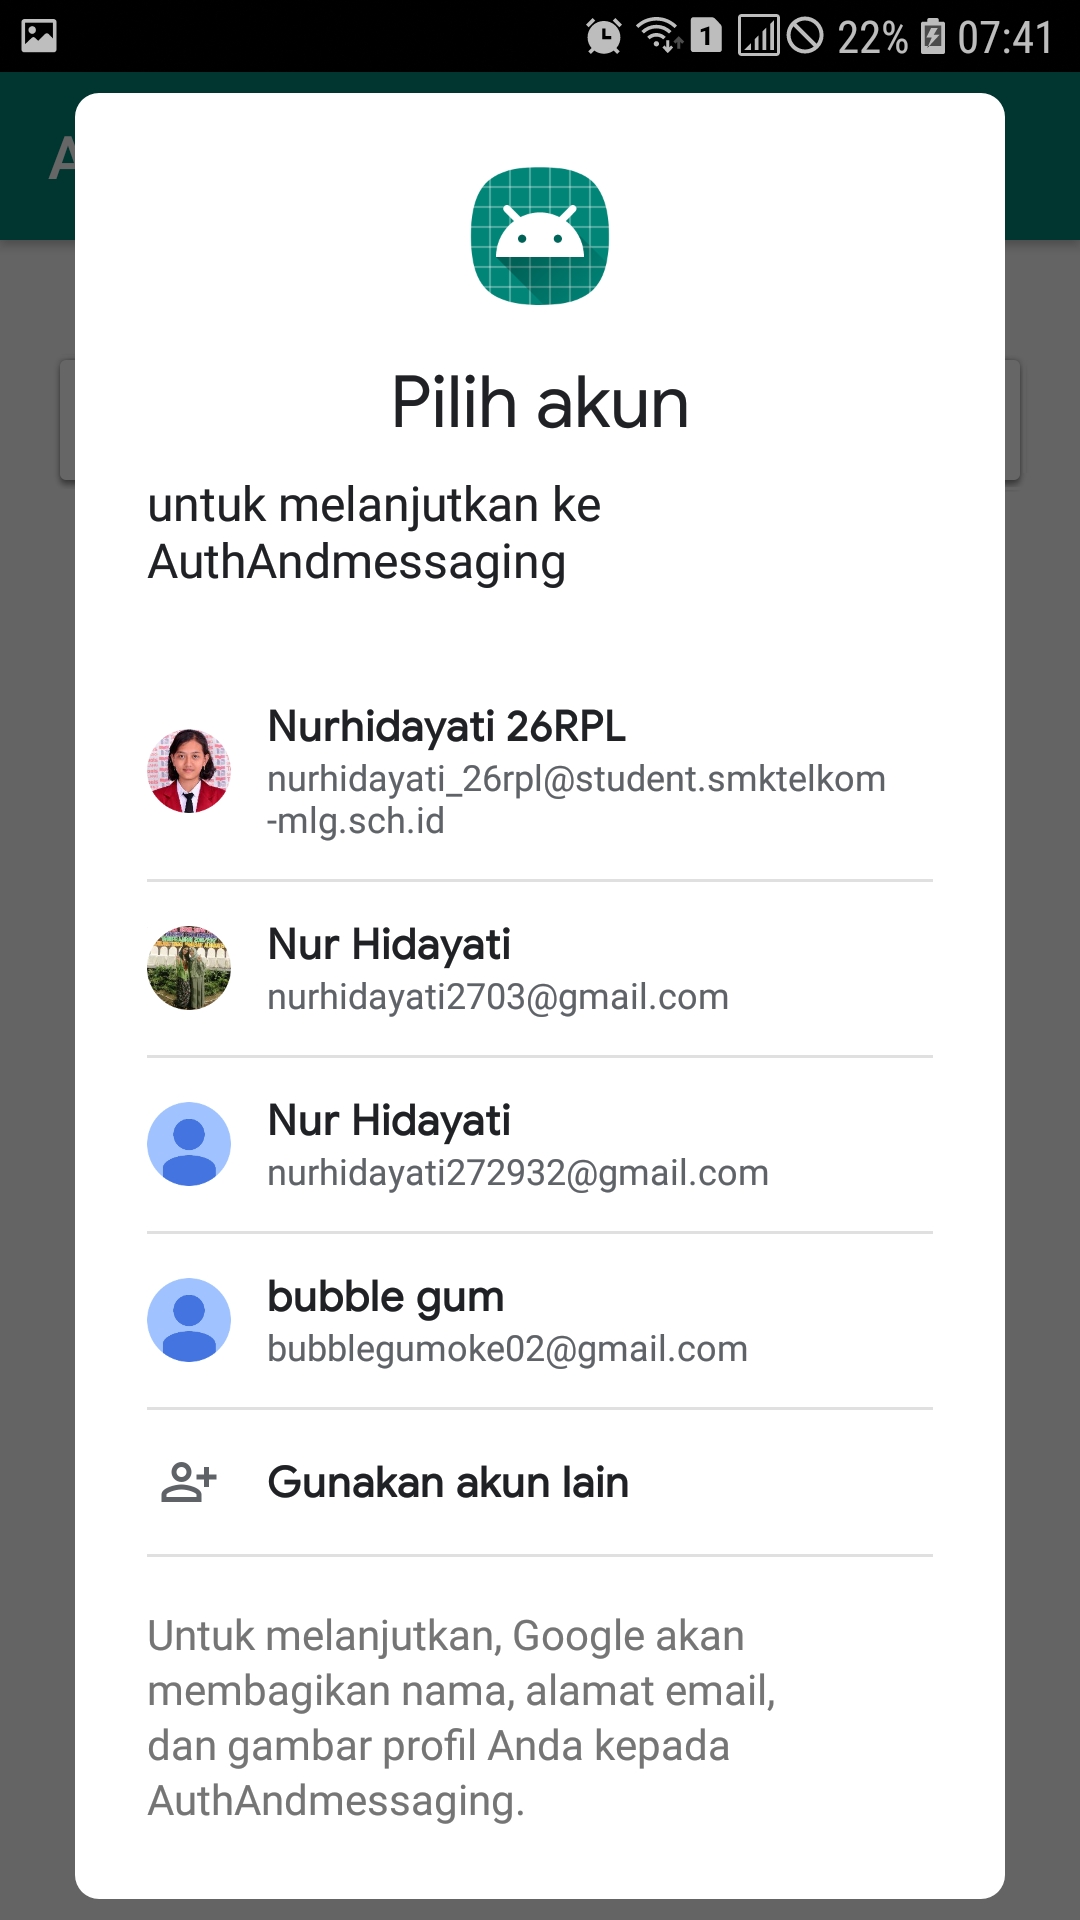 1 22% 07:41
A
Pilih akun
untuk melanjutkan ke
AuthAndmessaging
Nurhidayati 26RPL
nurhidayati_26rpl@student.smktelkom
-mlg.sch.id
Nur Hidayati
nurhidayati2703@gmail.com
Nur Hidayati
nurhidayati272932@gmail.com
bubble gum
bubblegumoke02@gmail.com
Gunakan akun lain
Untuk melanjutkan, Google akan
membagikan nama, alamat email,
dan gambar profil Anda kepada
AuthAndmessaging.